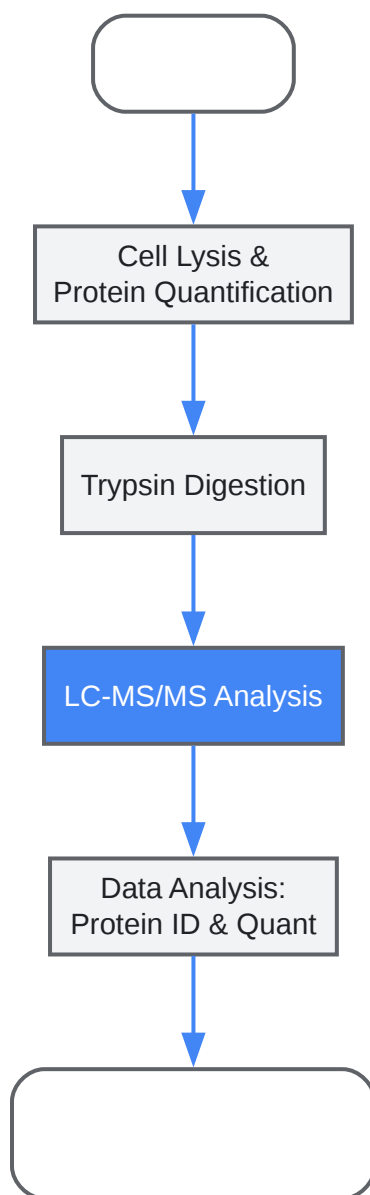 Cell Lysis &
Protein Quantification
Trypsin Digestion
LC-MS/MS Analysis
Data Analysis:
Protein ID & Quant